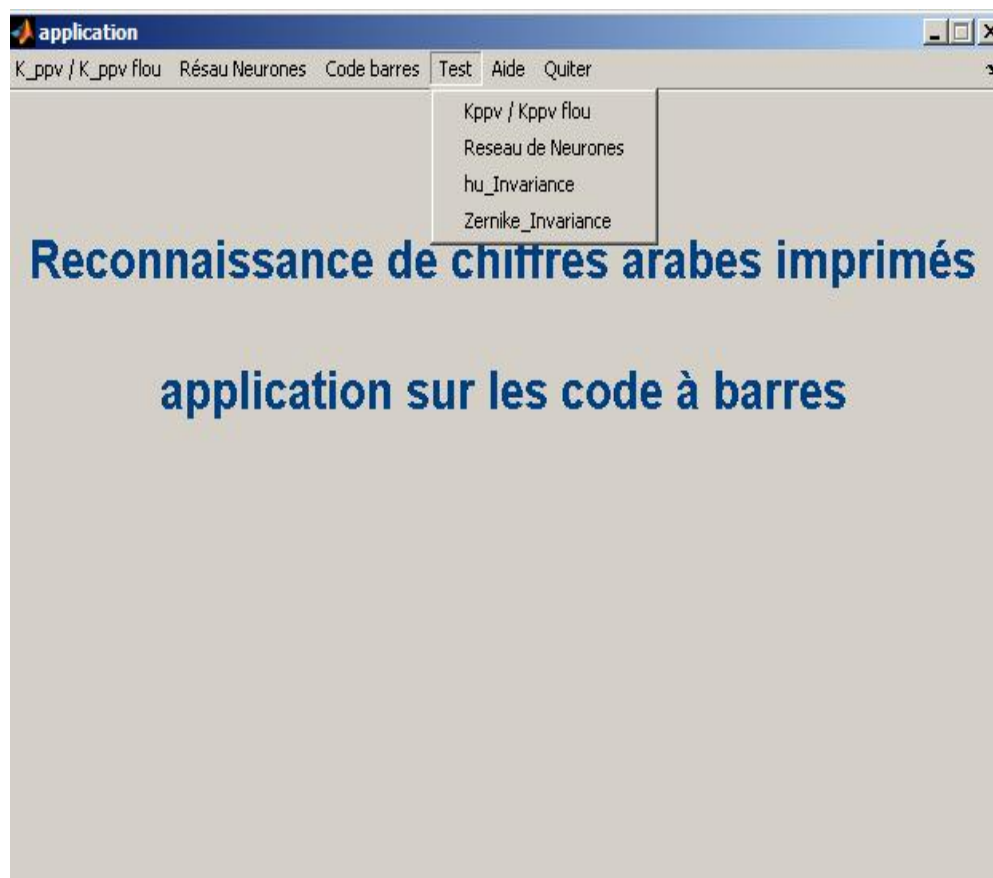 application
K_ppv / K_ppv flou Résau Neurones Code barres Test Aide Quiter
Kppv / Kppv flou
Reseau de Neurones
hu_Invariance
Zernike_Invariance
Reconnaissance de chiffres arabes imprimés
application sur les code à barres